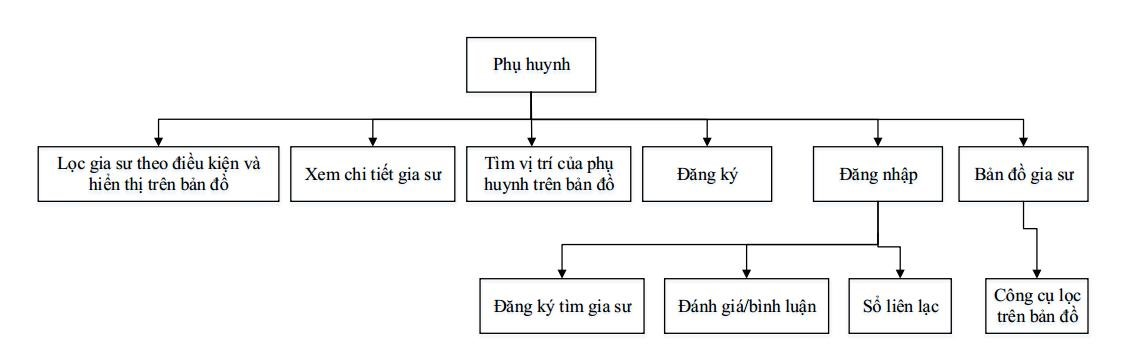 Phụ huynh
Lọc gia sư theo điều kiện và
hiển thị trên bản đồ
Xem chi tiết gia sư
Tìm vị trí của phụ
huynh trên bản đồ
Đăng ký
Đăng nhập
Bản đồ gia sư
Đăng ký tìm gia sư
Đánh giá/bình luận
Sổ liên lạc
Công cụ lọc
trên bản đồ